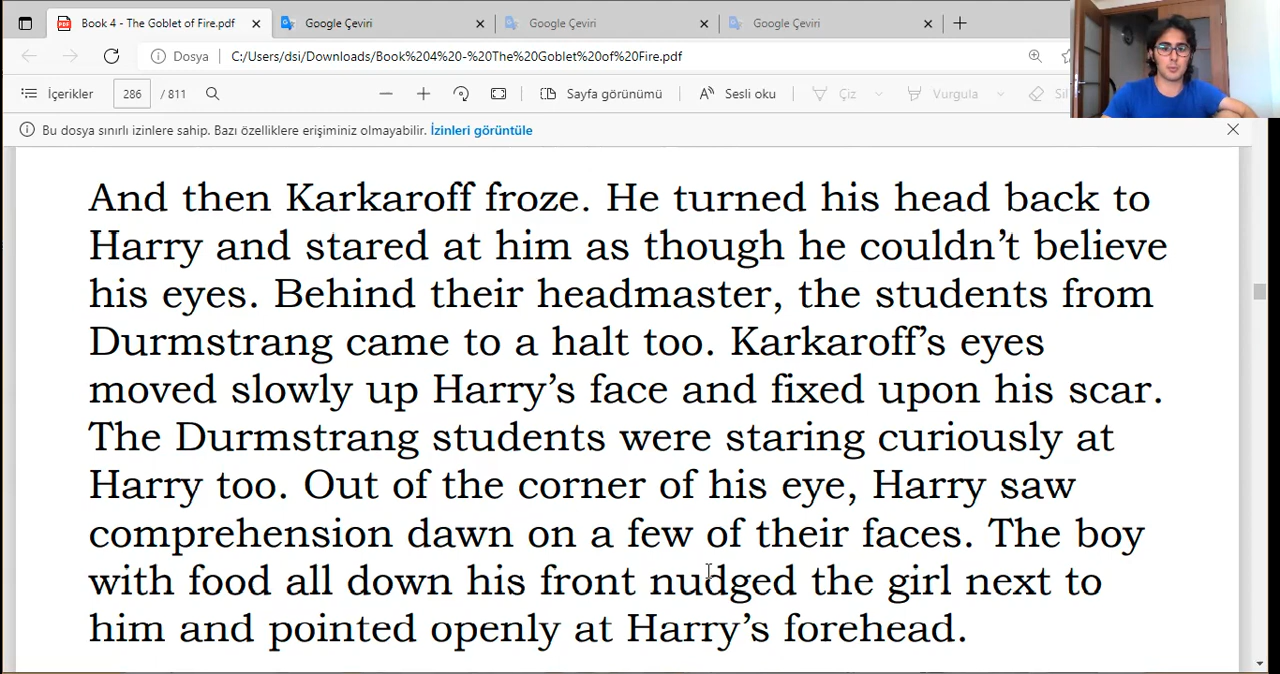 Book 4 - The Goblet of Fire.pdf
Google Çeviri
Google Çeviri
Google Çeviri
Dosya
C:/Users/dsi/Downloads/Book%204%20-%20The%20Goblet%20of%20Fire.pdf
İçerikler
286 / 811
Sayfa görünümü
Sesli oku
Çiz
Vurgula
Bu dosya sınırlı izinlere sahip. Bazı özelliklere erişiminiz olmayabilir. İzinleri görüntüle
And then Karkaroff froze. He turned his head back to
Harry and stared at him as though he couldn’t believe
his eyes. Behind their headmaster, the students from
Durmstrang came to a halt too. Karkaroff’s eyes
moved slowly up Harry’s face and fixed upon his scar.
The Durmstrang students were staring curiously at
Harry too. Out of the corner of his eye, Harry saw
comprehension dawn on a few of their faces. The boy
with food all down his front nudged the girl next to
him and pointed openly at Harry’s forehead.